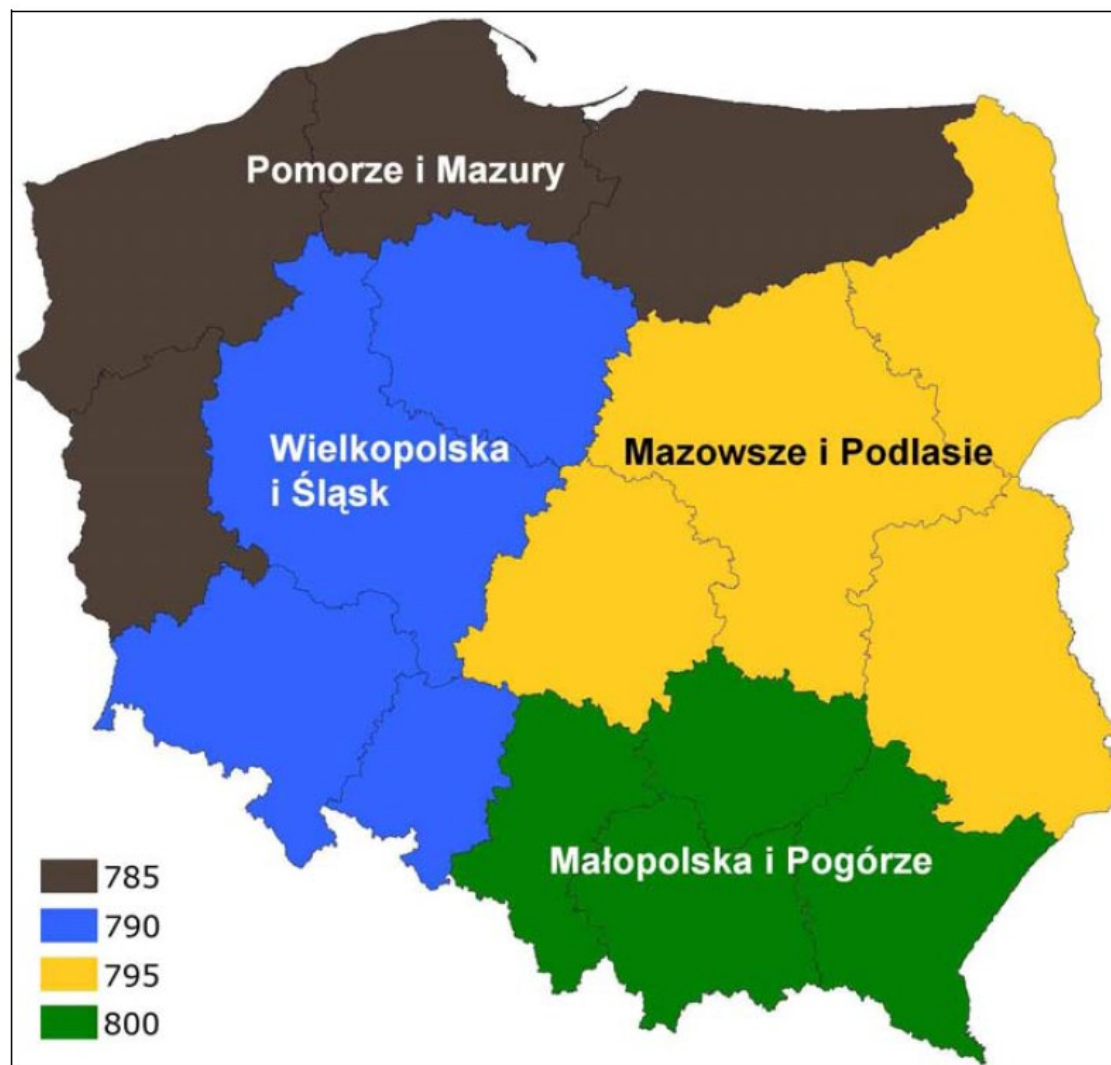 Pomorze i Mazury
Wielkopolska
i Śląsk
Mazowsze i Podlasie
Małopolska i Pogórze
785
790
795
800